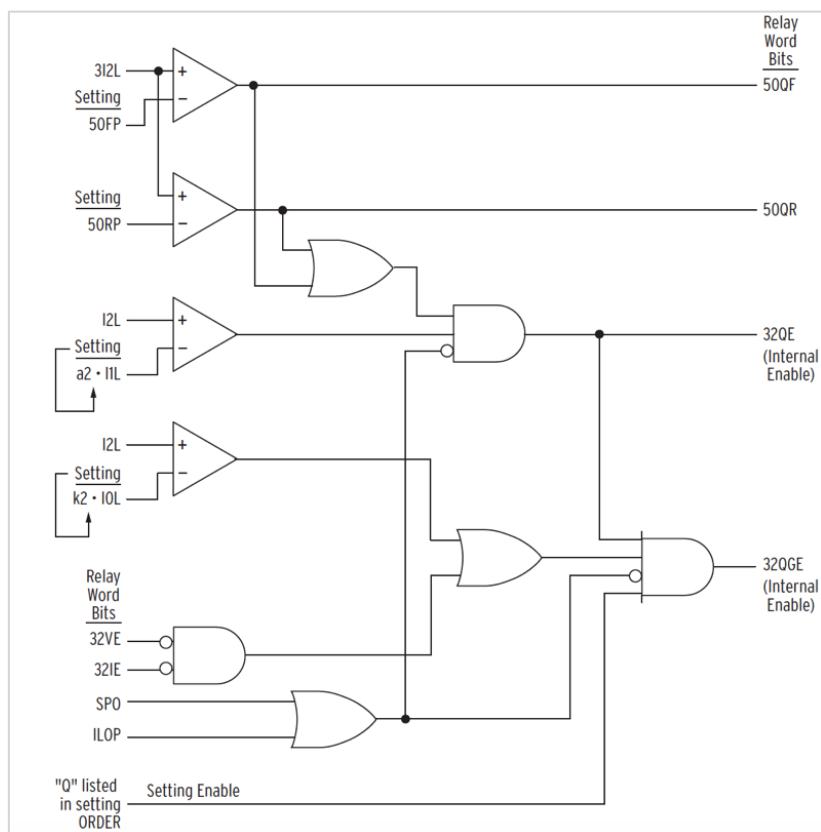 Relay
Word
Bits
3I2L
+
50QF
Setting
–
50FP
Setting
+
50QR
50RP
–
I2L
+
32QE
Setting
–
(Internal
a2 • I1L
Enable)
I2L
+
Setting
–
k2 • I0L
32QGE
Relay
(Internal
Word
Enable)
Bits
32VE
32IE
SPO
ILOP
"Q" listed
Setting Enable
in setting
ORDER